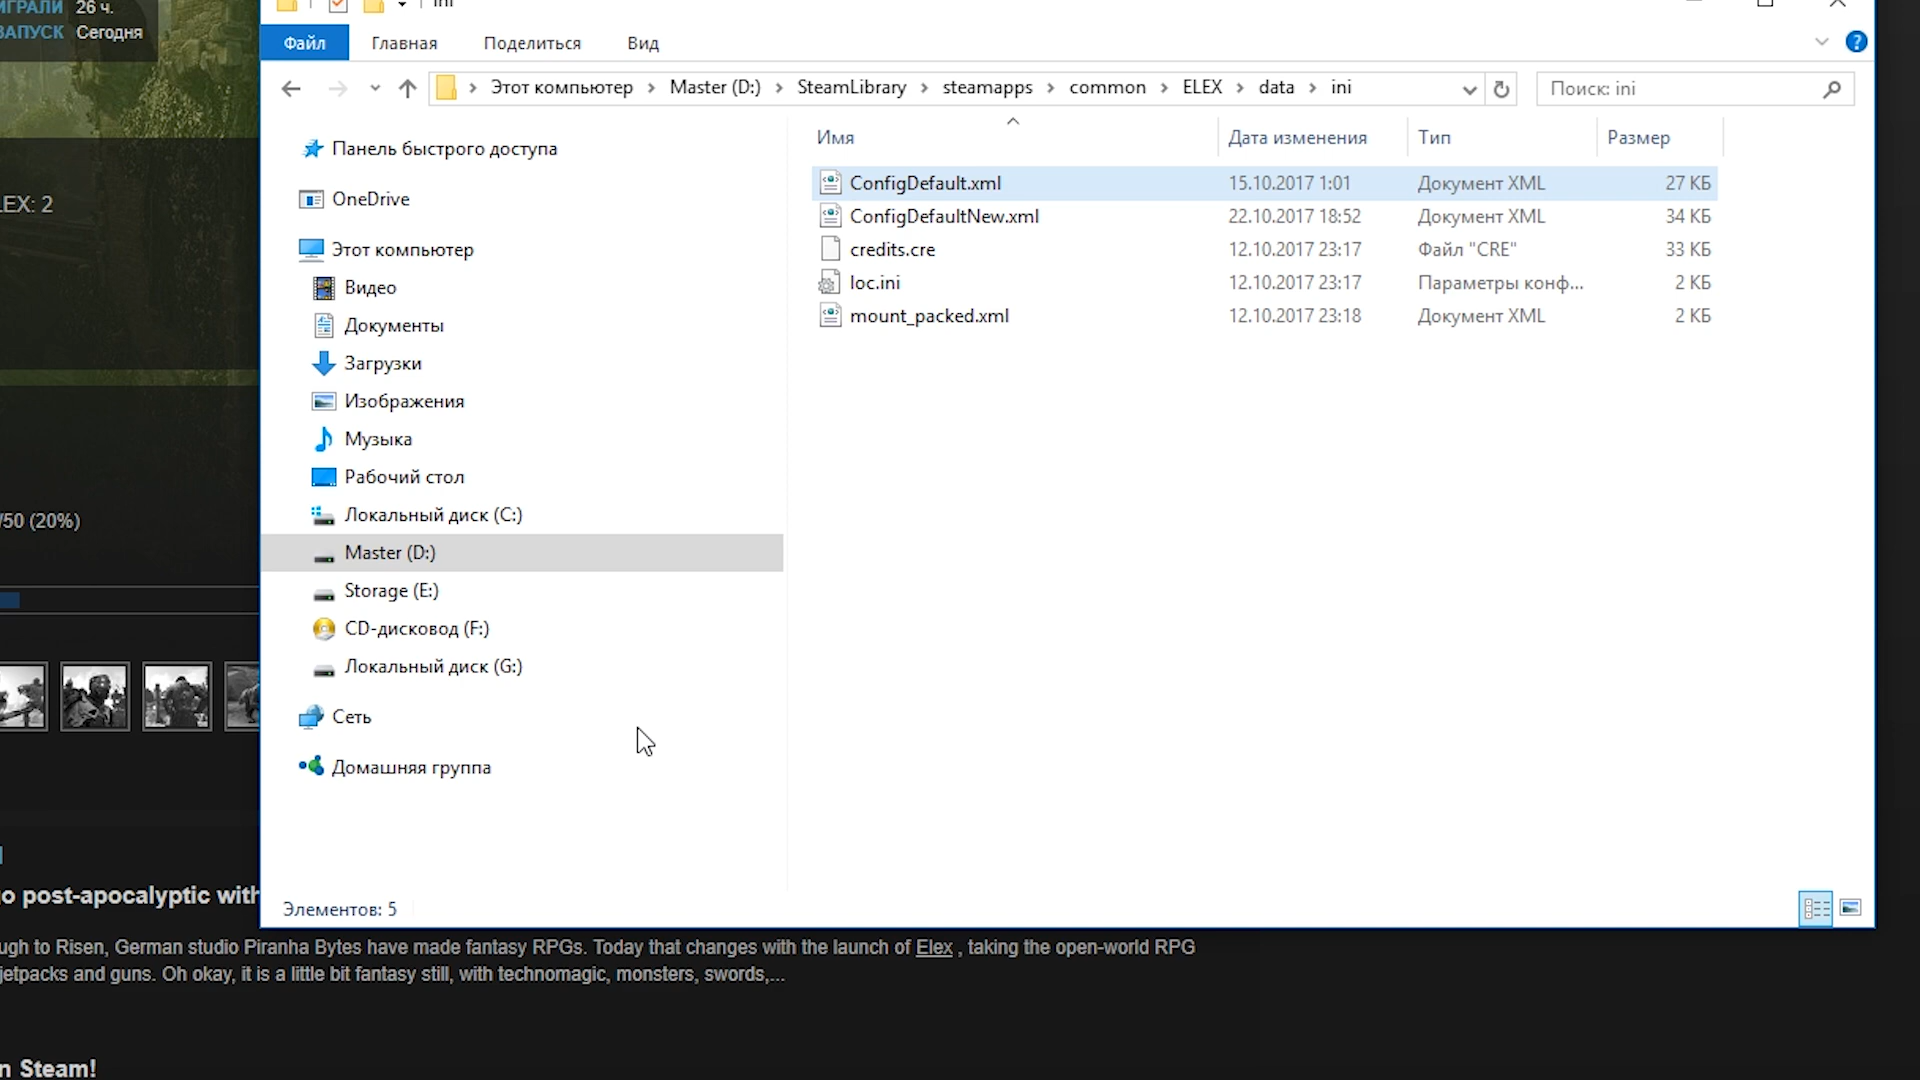 ИГРАЛИ 26 ч.
ЗАПУСК Сегодня
ini
Файл Главная Поделиться Вид
Этот компьютер Master (D:) SteamLibrary steamapps common ELEX data ini
Поиск: ini
Имя Дата изменения Тип Размер
ConfigDefault.xml 15.10.2017 1:01 Документ XML 27 КБ
ConfigDefaultNew.xml 22.10.2017 18:52 Документ XML 34 КБ
credits.cre 12.10.2017 23:17 Файл "CRE" 33 КБ
loc.ini 12.10.2017 23:17 Параметры конф... 2 КБ
mount_packed.xml 12.10.2017 23:18 Документ XML 2 КБ
Панель быстрого доступа
OneDrive
Этот компьютер
Видео
Документы
Загрузки
Изображения
Музыка
Рабочий стол
Локальный диск (C:)
Master (D:)
Storage (E:)
CD-дисковод (F:)
Локальный диск (G:)
Сеть
Домашняя группа
Элементов: 5
LEX: 2
/50 (20%)
o post-apocalyptic with
ugh to Risen, German studio Piranha Bytes have made fantasy RPGs. Today that changes with the launch of Elex , taking the open-world RPG
jetpacks and guns. Oh okay, it is a little bit fantasy still, with technomagic, monsters, swords,...
n Steam!